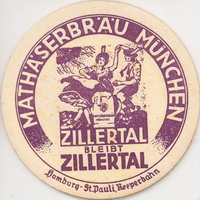 MATHÄSERBRÄU MÜNCHEN
ZILLERTAL
BLEIBT
ZILLERTAL
Hamburg-St. Pauli, Reeperbahn